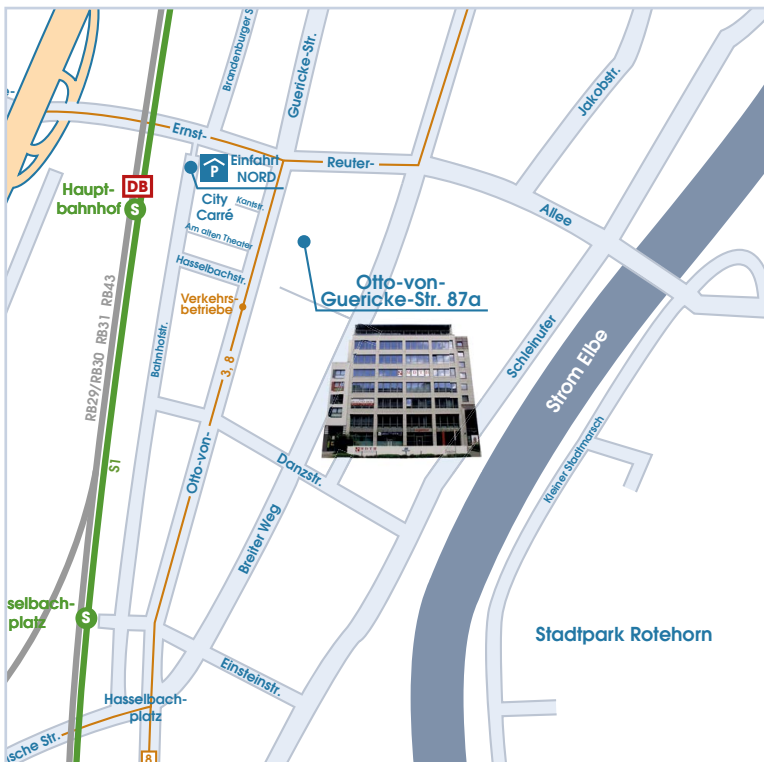 Brandenburger S
Guericke-Str.
Jakobstr.
e-
Ernst-
Reuter-
Allee
P
Einfahrt
NORD
DB
Haupt-
bahnhof
S
City
Carré
Kantstr.
Am alten Theater
Hasselbachstr.
Otto-von-
Guericke-Str. 87a
Verkehrs-
betriebe
RB29/RB30 RB31 RB43
Bahnhofstr.
3, 8
Schleinufer
Strom Elbe
S1
Otto-von-
Danzstr.
Kleiner Stadtmarsch
Breiter Weg
selbach-
platz
S
Stadtpark Rotehorn
Einsteinstr.
Hasselbach-
platz
ische Str.
8